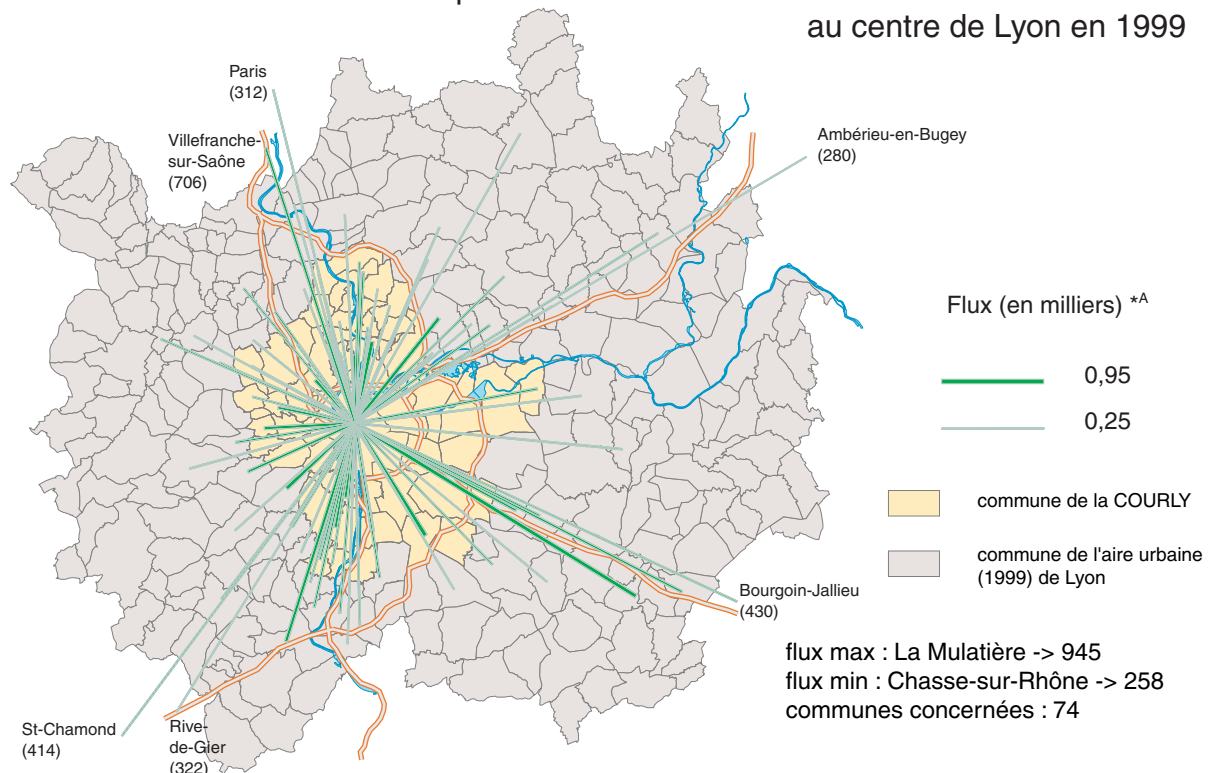 au centre de Lyon en 1999
Paris
(312)
Villefranche-
sur-Saône
(706)
Ambérieu-en-Bugey
(280)
Flux (en milliers) *A
0,95
0,25
commune de la COURLY
commune de l'aire urbaine
(1999) de Lyon
Bourgoin-Jallieu
(430)
flux max : La Mulatière -> 945
flux min : Chasse-sur-Rhône -> 258
communes concernées : 74
St-Chamond
(414)
Rive-
de-Gier
(322)